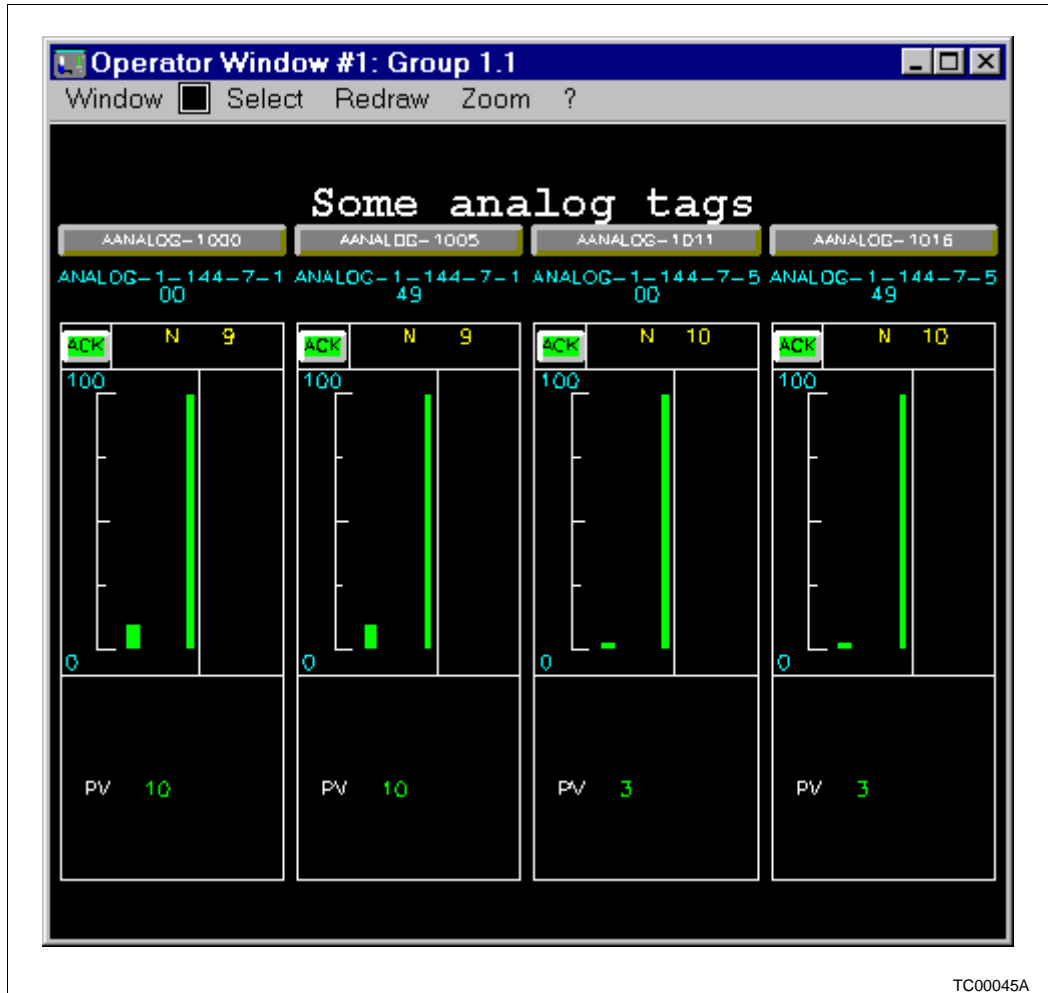 Operator Window #1: Group 1.1
Window Select Redraw Zoom ?
Some analog tags
AANALOG-1000 AANALOG-1005 AANALOG-1011 AANALOG-1016
ANALOG-1-144-7-1 ANALOG-1-144-7-1 ANALOG-1-144-7-5 ANALOG-1-144-7-5
00 49 00 49
ACK N 9 ACK N 9 ACK N 10 ACK N 10
100 100 100 100
0 0 0 0
PV 10 PV 10 PV 3 PV 3
TC00045A